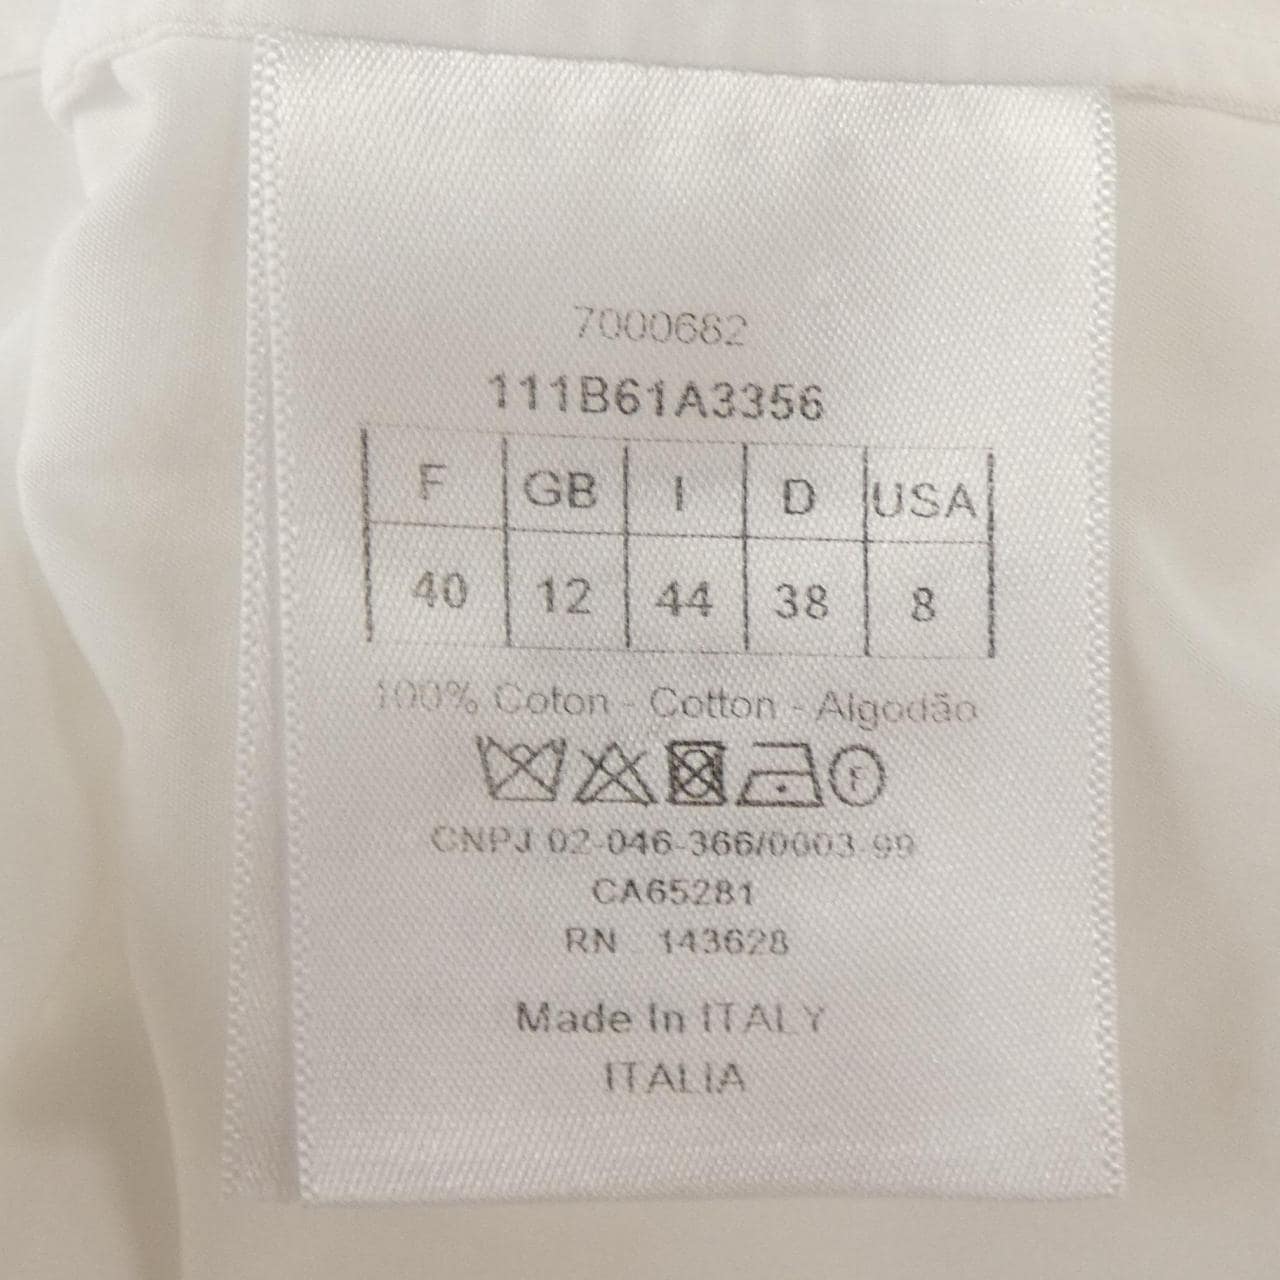 7000682
111B61A3356
F GB I D USA
40 12 44 38 8
100% Coton - Cotton - Algodão
F
CNPJ 02-046-366/0003-99
CA65281
RN 143628
Made In ITALY
ITALIA